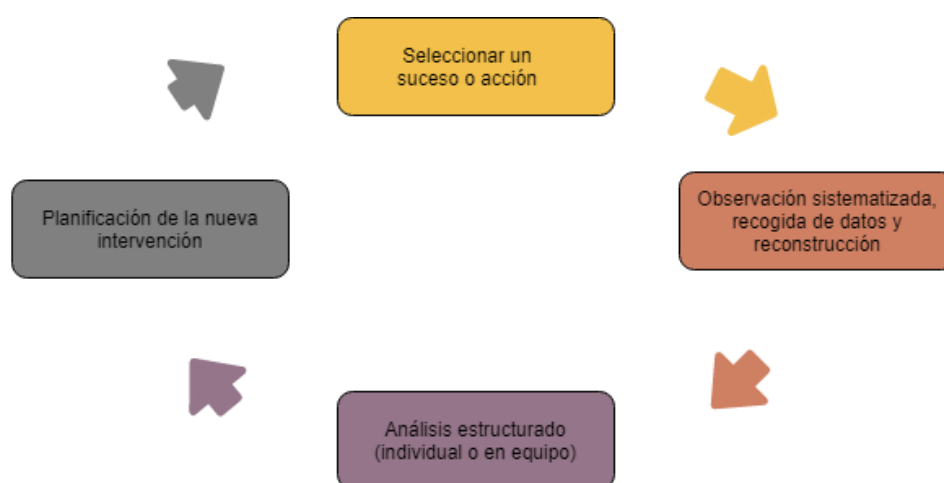 Seleccionar un
suceso o acción
Observación sistematizada,
recogida de datos y
reconstrucción
Análisis estructurado
(individual o en equipo)
Planificación de la nueva
intervención